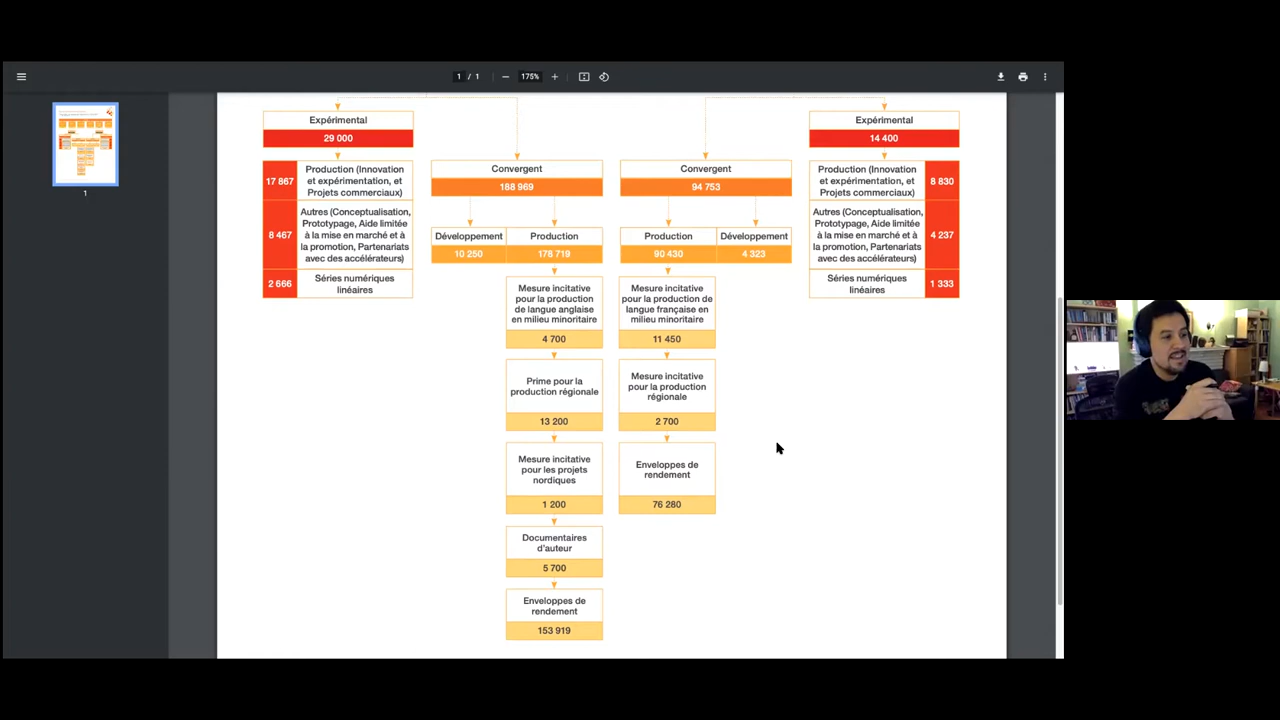 1 / 1
175%
1
Expérimental
29 000
17 867
Production (Innovation
et expérimentation, et
Projets commerciaux)
8 467
Autres (Conceptualisation,
Prototypage, Aide limitée
à la mise en marché et à
la promotion, Partenariats
avec des accélérateurs)
2 666
Séries numériques
linéaires
Convergent
188 969
Développement
10 250
Production
178 719
Mesure incitative
pour la production
de langue anglaise
en milieu minoritaire
4 700
Prime pour la
production régionale
13 200
Mesure incitative
pour les projets
nordiques
1 200
Documentaires
d'auteur
5 700
Enveloppes de
rendement
153 919
Convergent
94 753
Production
90 430
Développement
4 323
Mesure incitative
pour la production de
langue française en
milieu minoritaire
11 450
Mesure incitative
pour la production
régionale
2 700
Enveloppes de
rendement
76 280
Expérimental
14 400
Production (Innovation
et expérimentation, et
Projets commerciaux)
8 830
Autres (Conceptualisation,
Prototypage, Aide limitée
à la mise en marché et à
la promotion, Partenariats
avec des accélérateurs)
4 237
Séries numériques
linéaires
1 333